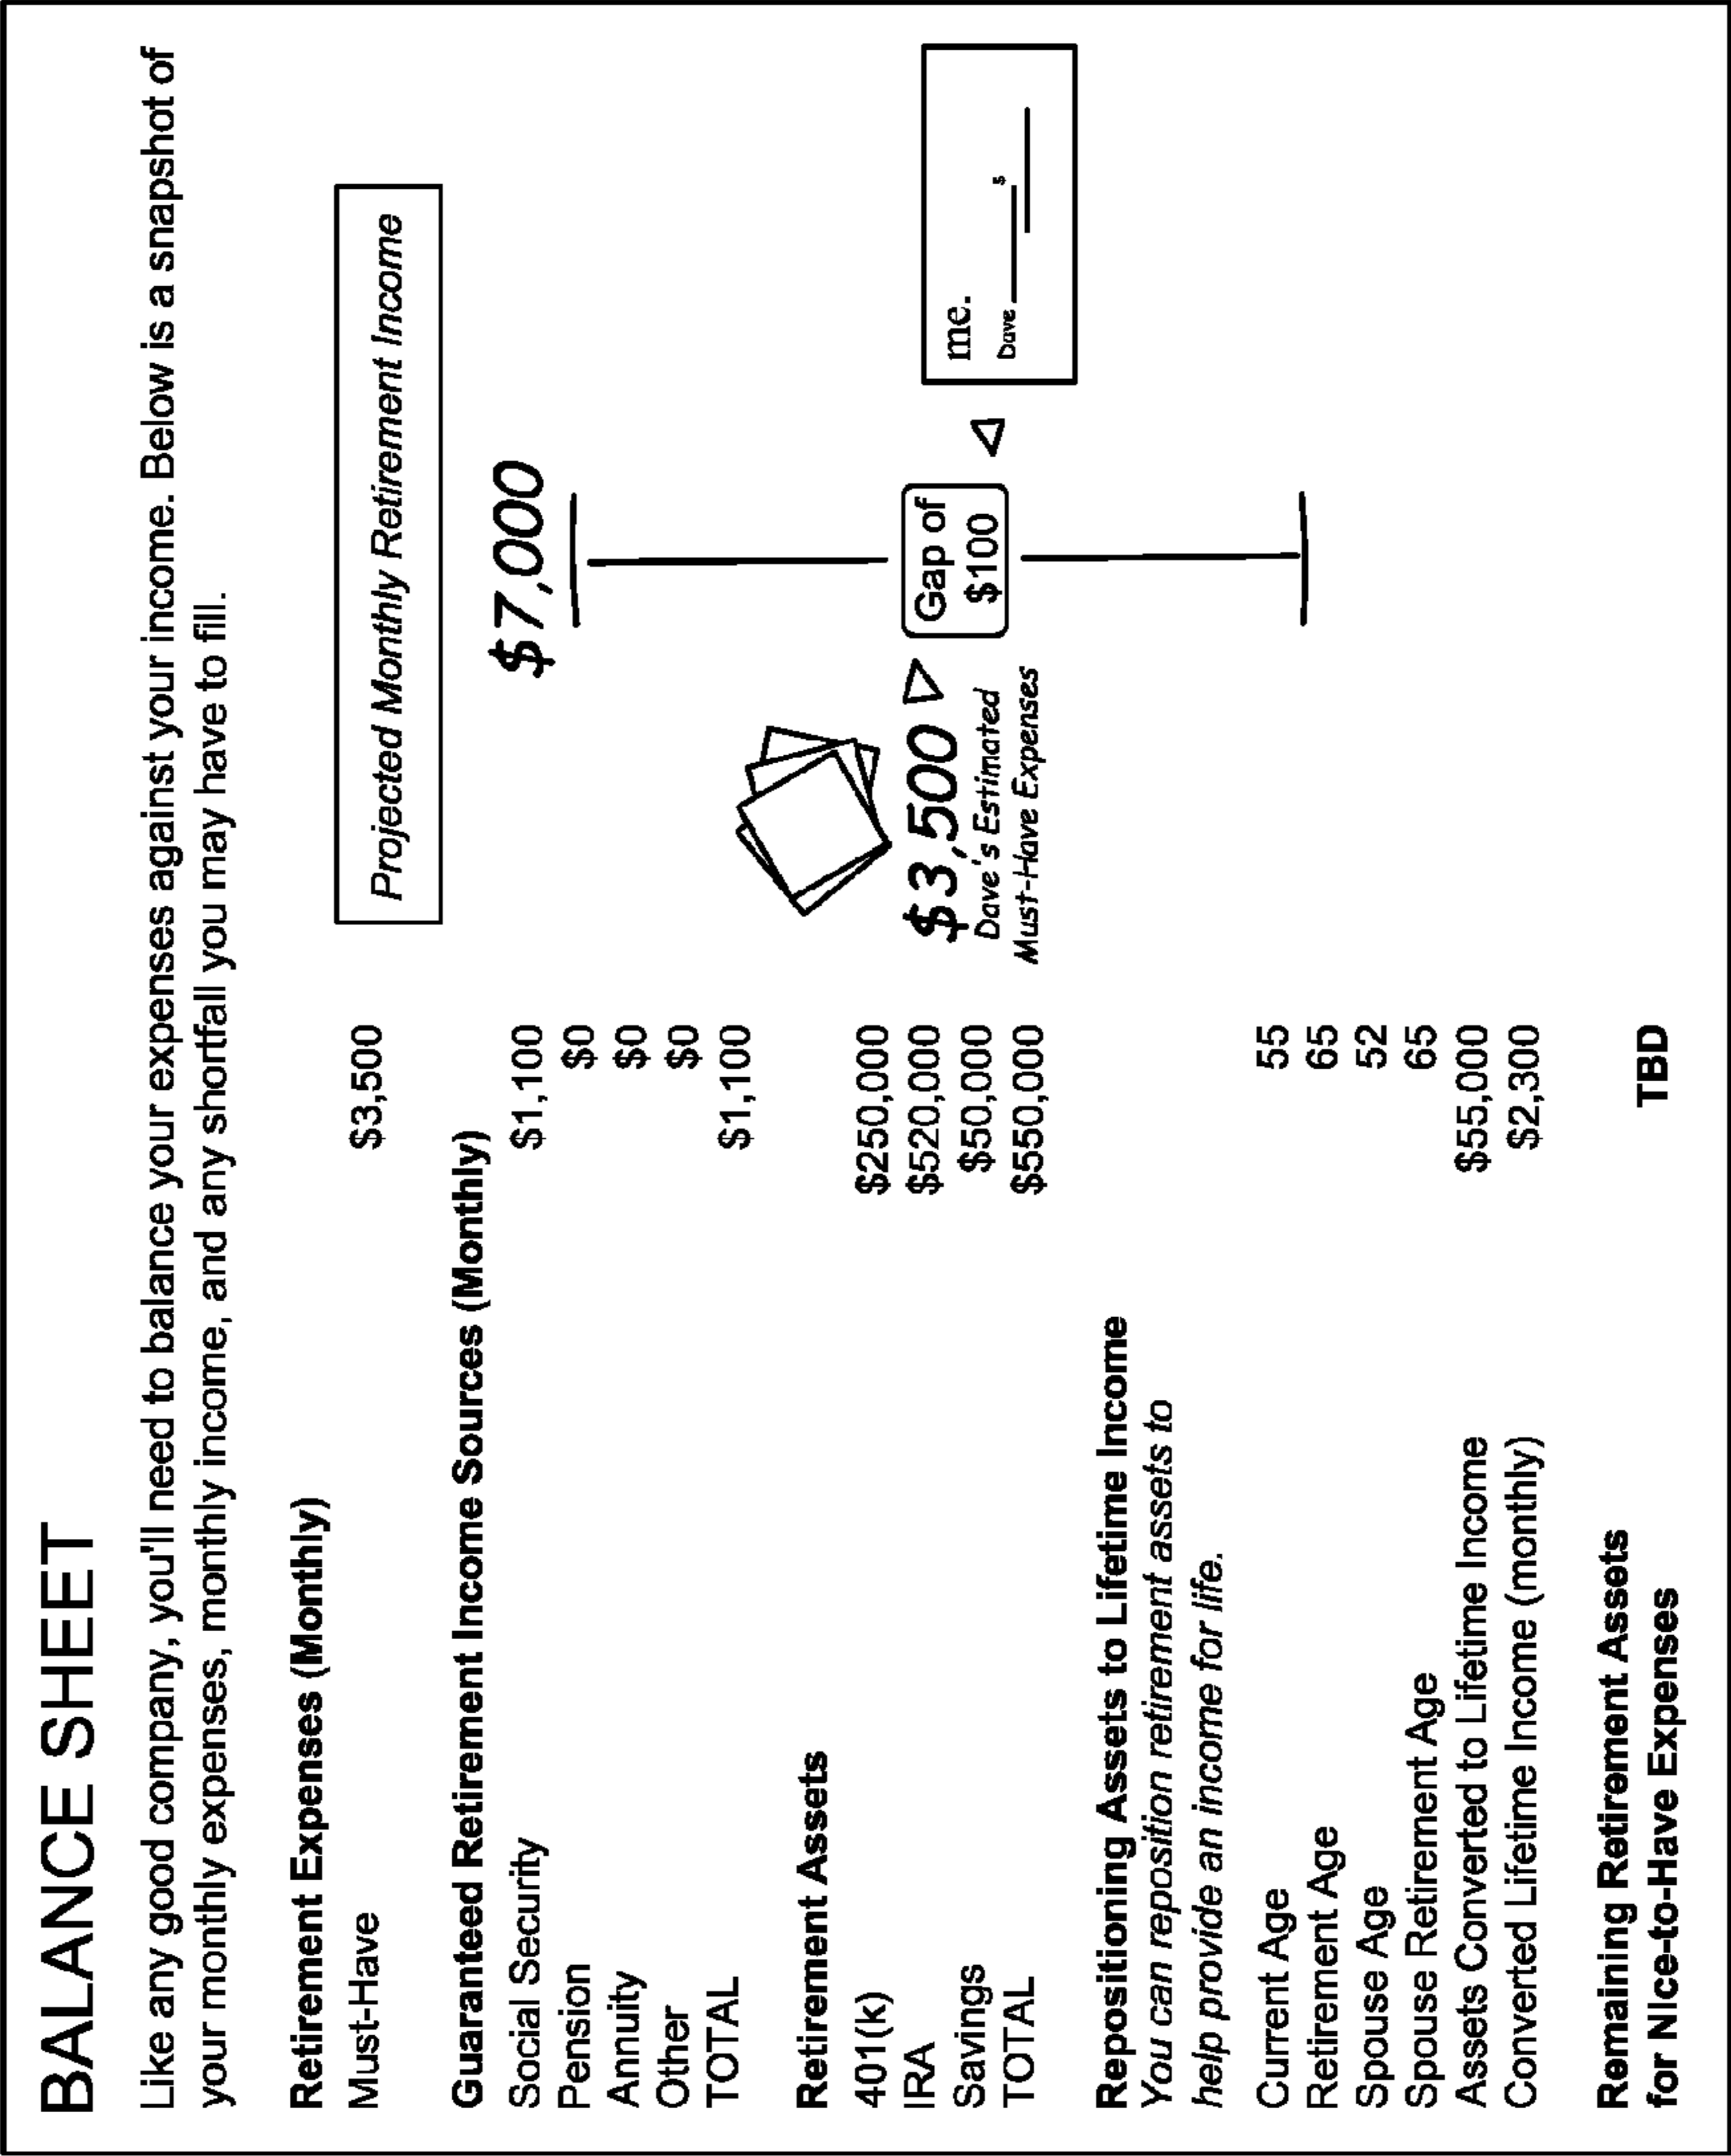 BALANCE SHEET
Like any good company, you'll need to balance your expenses against your income. Below is a snapshot of
your monthly expenses, monthly income, and any shortfall you may have to fill.
Retirement Expenses (Monthly)
Must-Have $3,500
Guaranteed Retirement Income Sources (Monthly)
Social Security $1,100
Pension $0
Annuity $0
Other $0
TOTAL $1,100
Retirement Assets
401(k) $250,000
IRA $520,000
Savings $50,000
TOTAL $550,000
Repositioning Assets to Lifetime Income
You can reposition retirement assets to
help provide an income for life.
Current Age 55
Retirement Age 65
Spouse Age 52
Spouse Retirement Age 65
Assets Converted to Lifetime Income $55,000
Converted Lifetime Income (monthly) $2,300
Remaining Retirement Assets
for Nice-to-Have Expenses TBD
Projected Monthly Retirement Income
$7,000
$3,500
Dave's Estimated
Must-Have Expenses
Gap of
$100
me.
Dave $